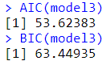 > AIC(model3)
[1] 53.62383
> BIC(model3)
[1] 63.44935